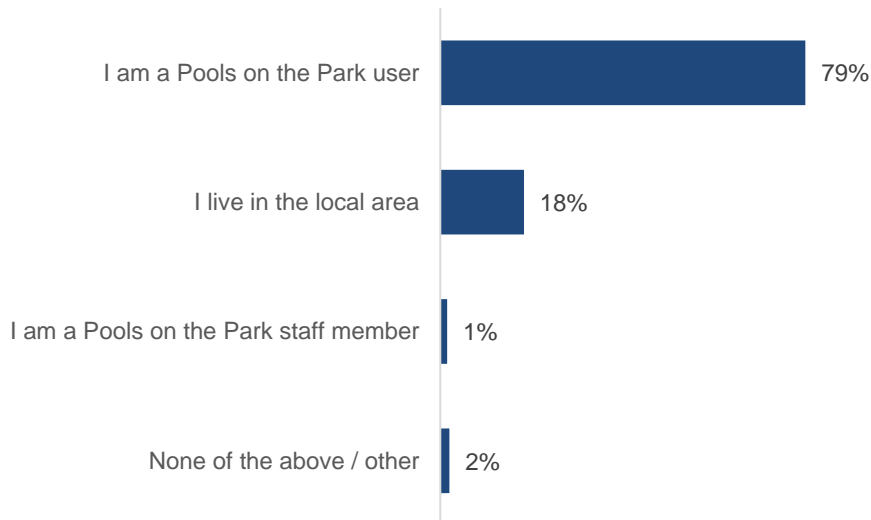 I am a Pools on the Park user 79%
I live in the local area 18%
I am a Pools on the Park staff member 1%
None of the above / other 2%